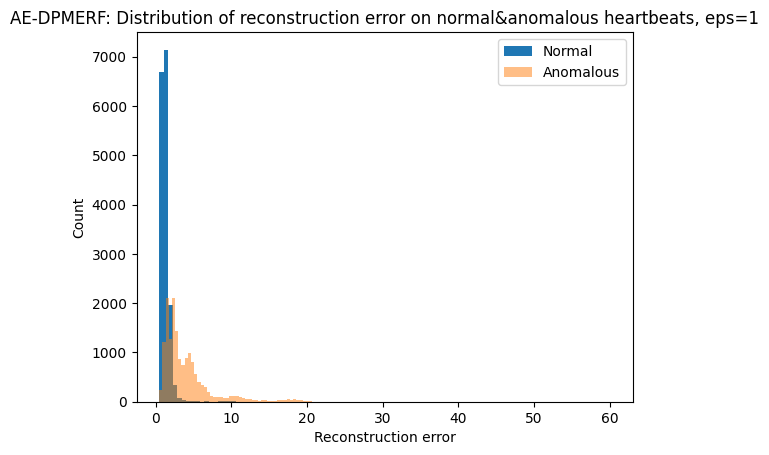 AE-DPMERF: Distribution of reconstruction error on normal&anomalous heartbeats, eps=1
Normal
Anomalous
7000
6000
5000
4000
3000
2000
1000
0
Count
0 10 20 30 40 50 60
Reconstruction error